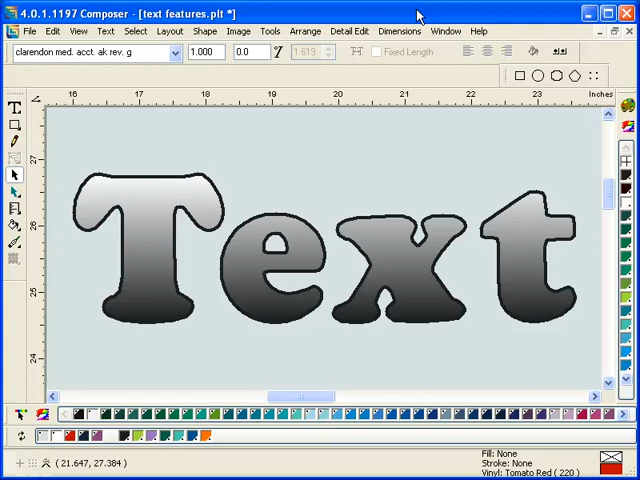 4.0.1.1197 Composer - [text features.plt *]
File Edit View Text Select Layout Shape Image Tools Arrange Detail Edit Dimensions Window Help
clarendon med. acct. ak rev. g 1.000 0.0 1.619 Fixed Length
16 17 18 19 20 21 22 23 Inches
27
26
25
24
Text
(21.647, 27.384)
Fill: None
Stroke: None
Vinyl: Tomato Red ( 220 )